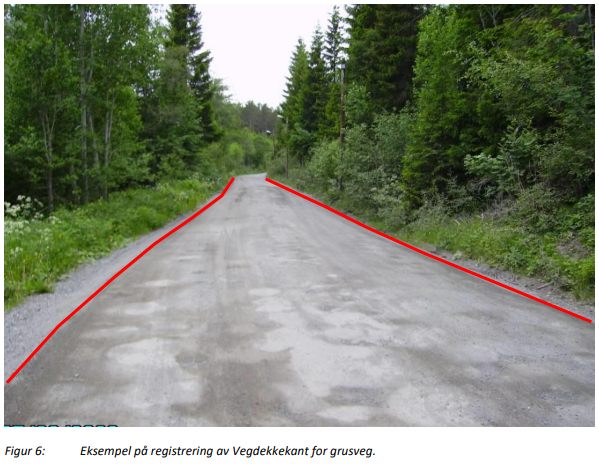 Figur 6: Eksempel på registrering av Vegdekkekant for grusveg.